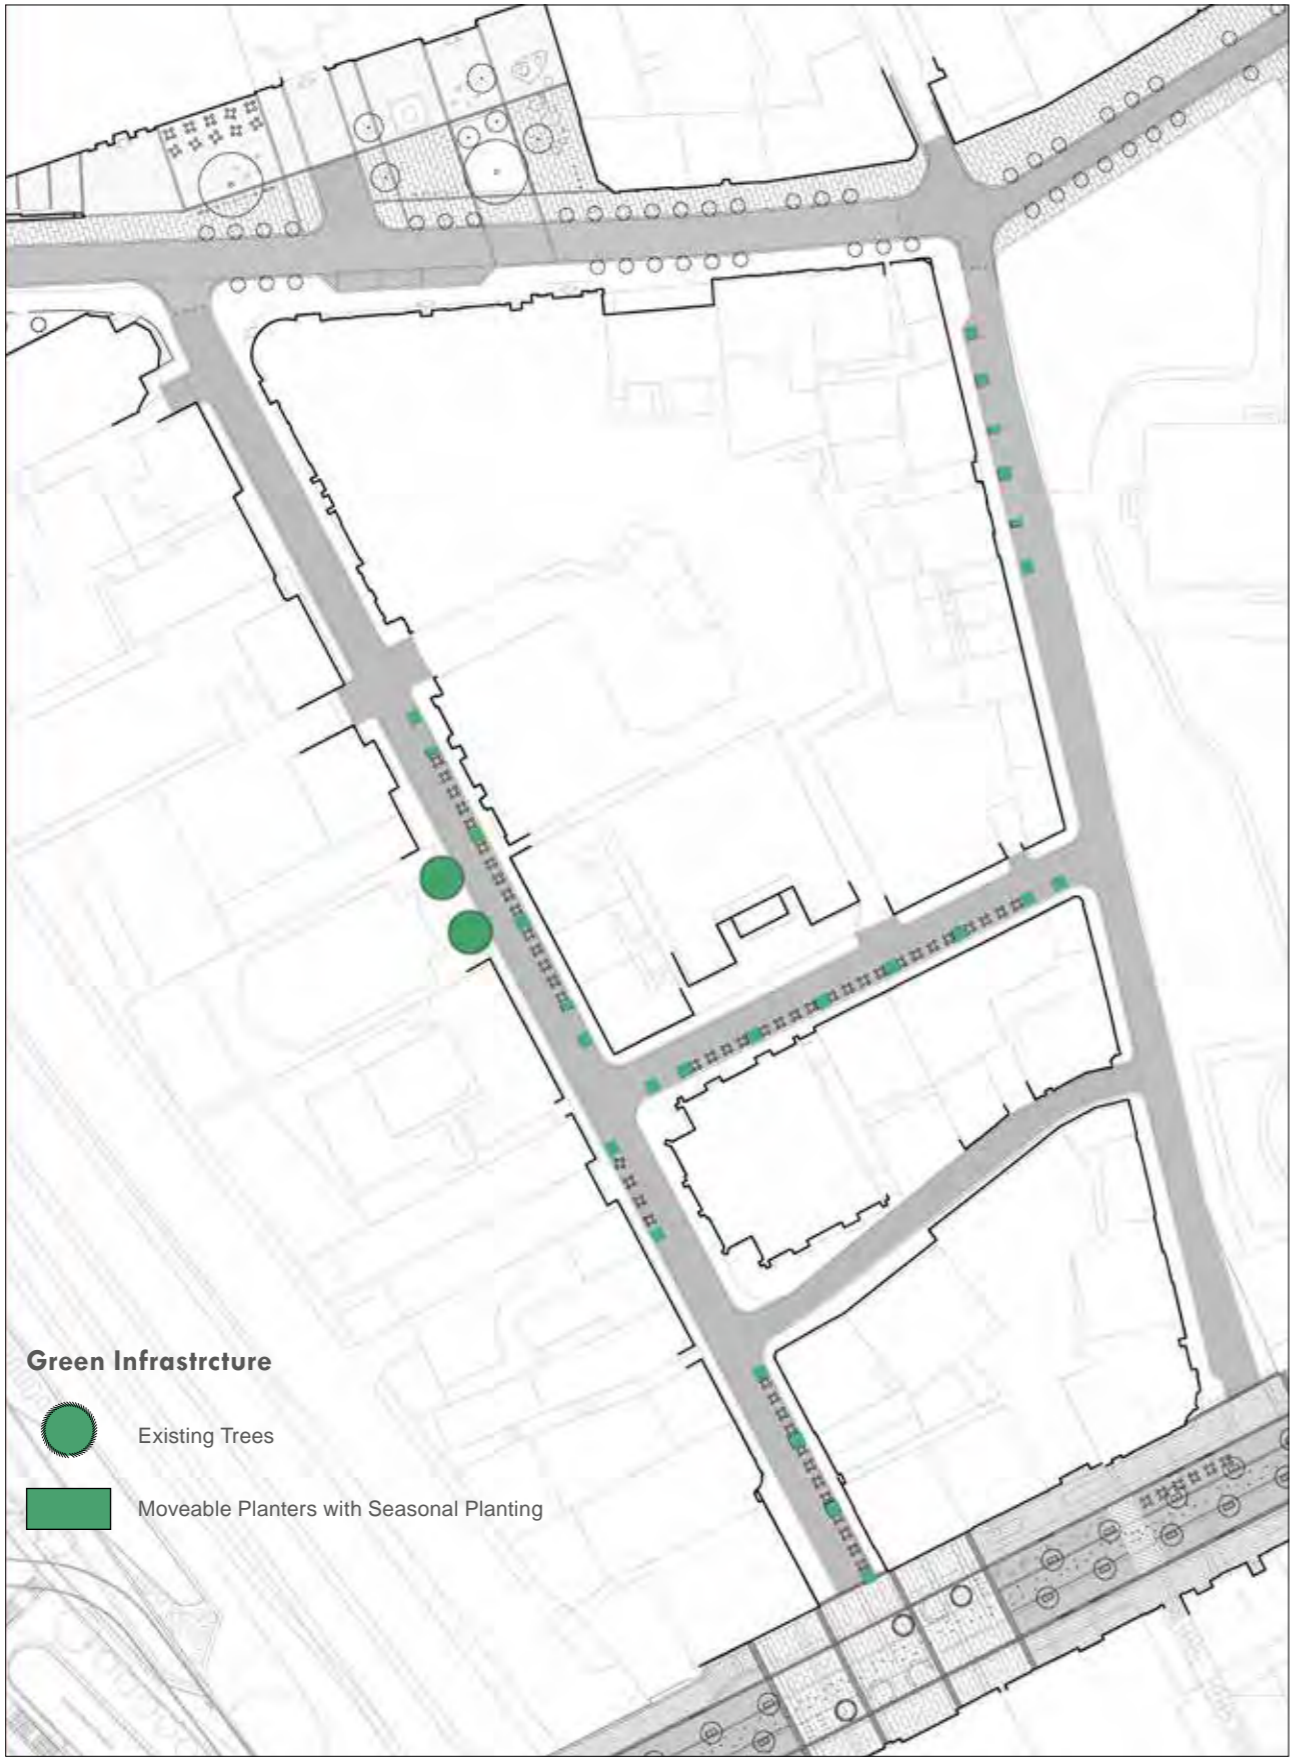 Green Infrastrcture
Existing Trees
Moveable Planters with Seasonal Planting